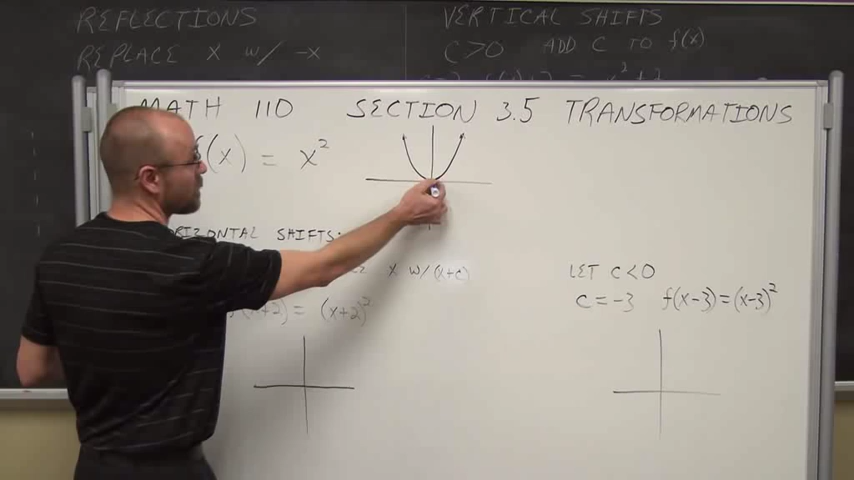 REFLECTIONS
REPLACE X W/ -X
VERTICAL SHIFTS
C>0 ADD C TO f(x)
MATH 110 SECTION 3.5 TRANSFORMATIONS
f(x) = x²
HORIZONTAL SHIFTS:
X W/(x+c)
f(x+2) = (x+2)²
LET C<0
C = -3 f(x-3) = (x-3)²